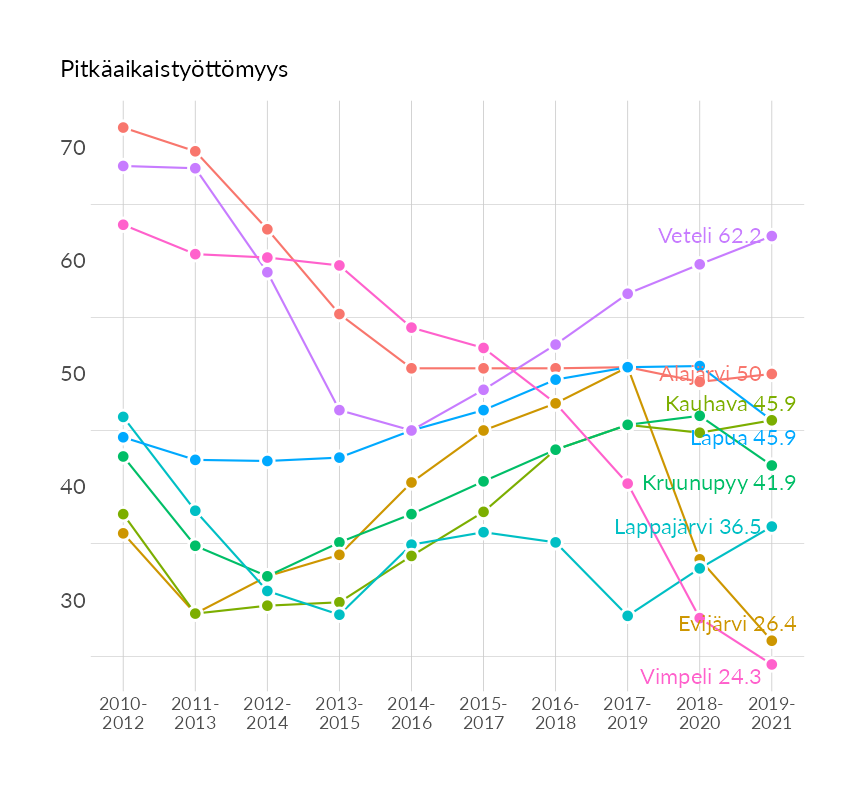 Pitkäaikaistyöttömyys
70
60
50
40
30
Veteli 62.2
Alajärvi 50
Kauhava 45.9
Lapua 45.9
Kruunupyy 41.9
Lappajärvi 36.5
Evijärvi 26.4
Vimpeli 24.3
2010- 2011- 2012- 2013- 2014- 2015- 2016- 2017- 2018- 2019-
2012 2013 2014 2015 2016 2017 2018 2019 2020 2021